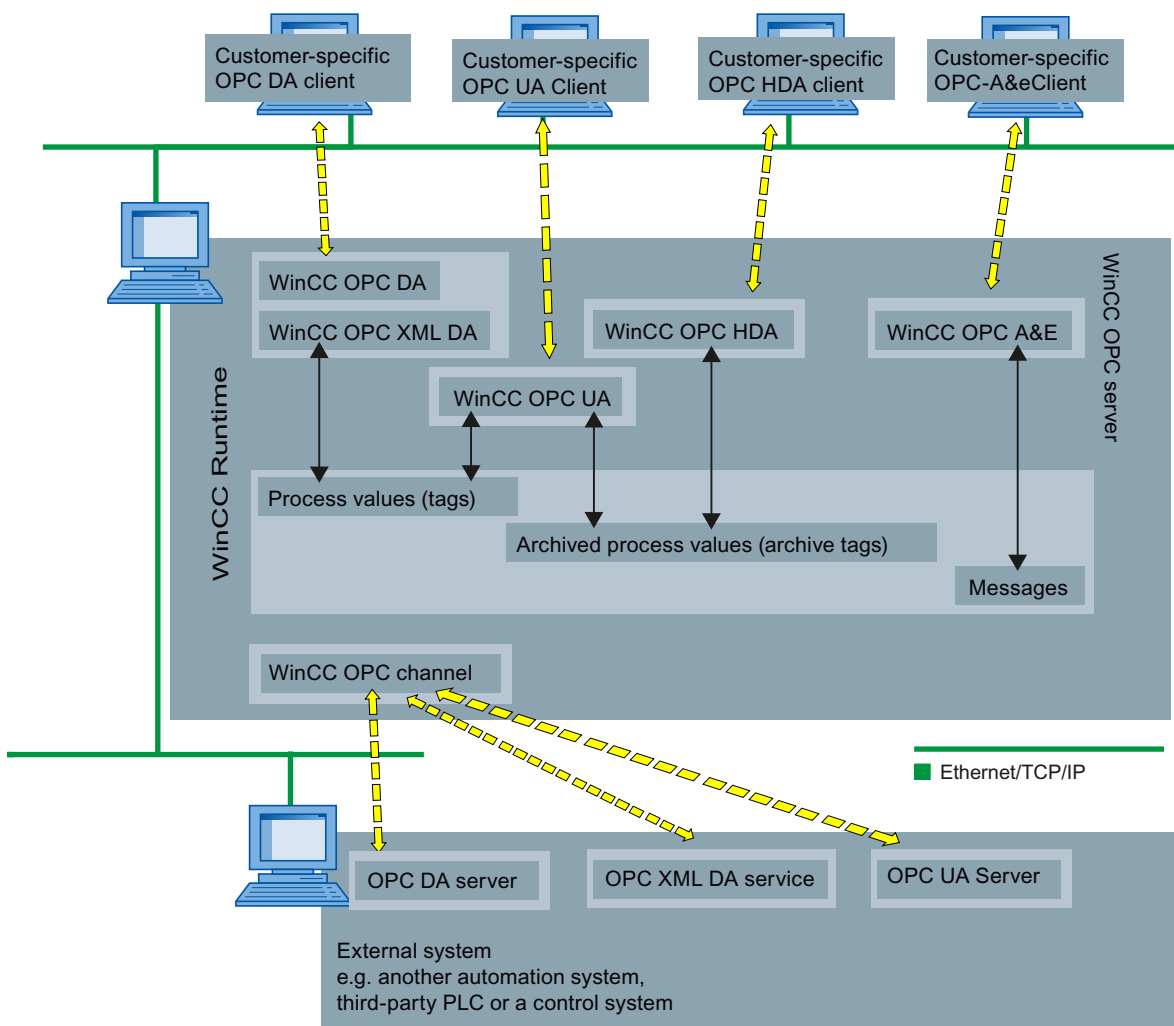 Customer-specific
OPC DA client
Customer-specific
OPC UA Client
Customer-specific
OPC HDA client
Customer-specific
OPC-A&eClient
WinCC OPC DA
WinCC OPC XML DA
WinCC OPC UA
WinCC OPC HDA
WinCC OPC A&E
WinCC OPC server
WinCC Runtime
Process values (tags)
Archived process values (archive tags)
Messages
WinCC OPC channel
Ethernet/TCP/IP
OPC DA server
OPC XML DA service
OPC UA Server
External system
e.g. another automation system,
third-party PLC or a control system